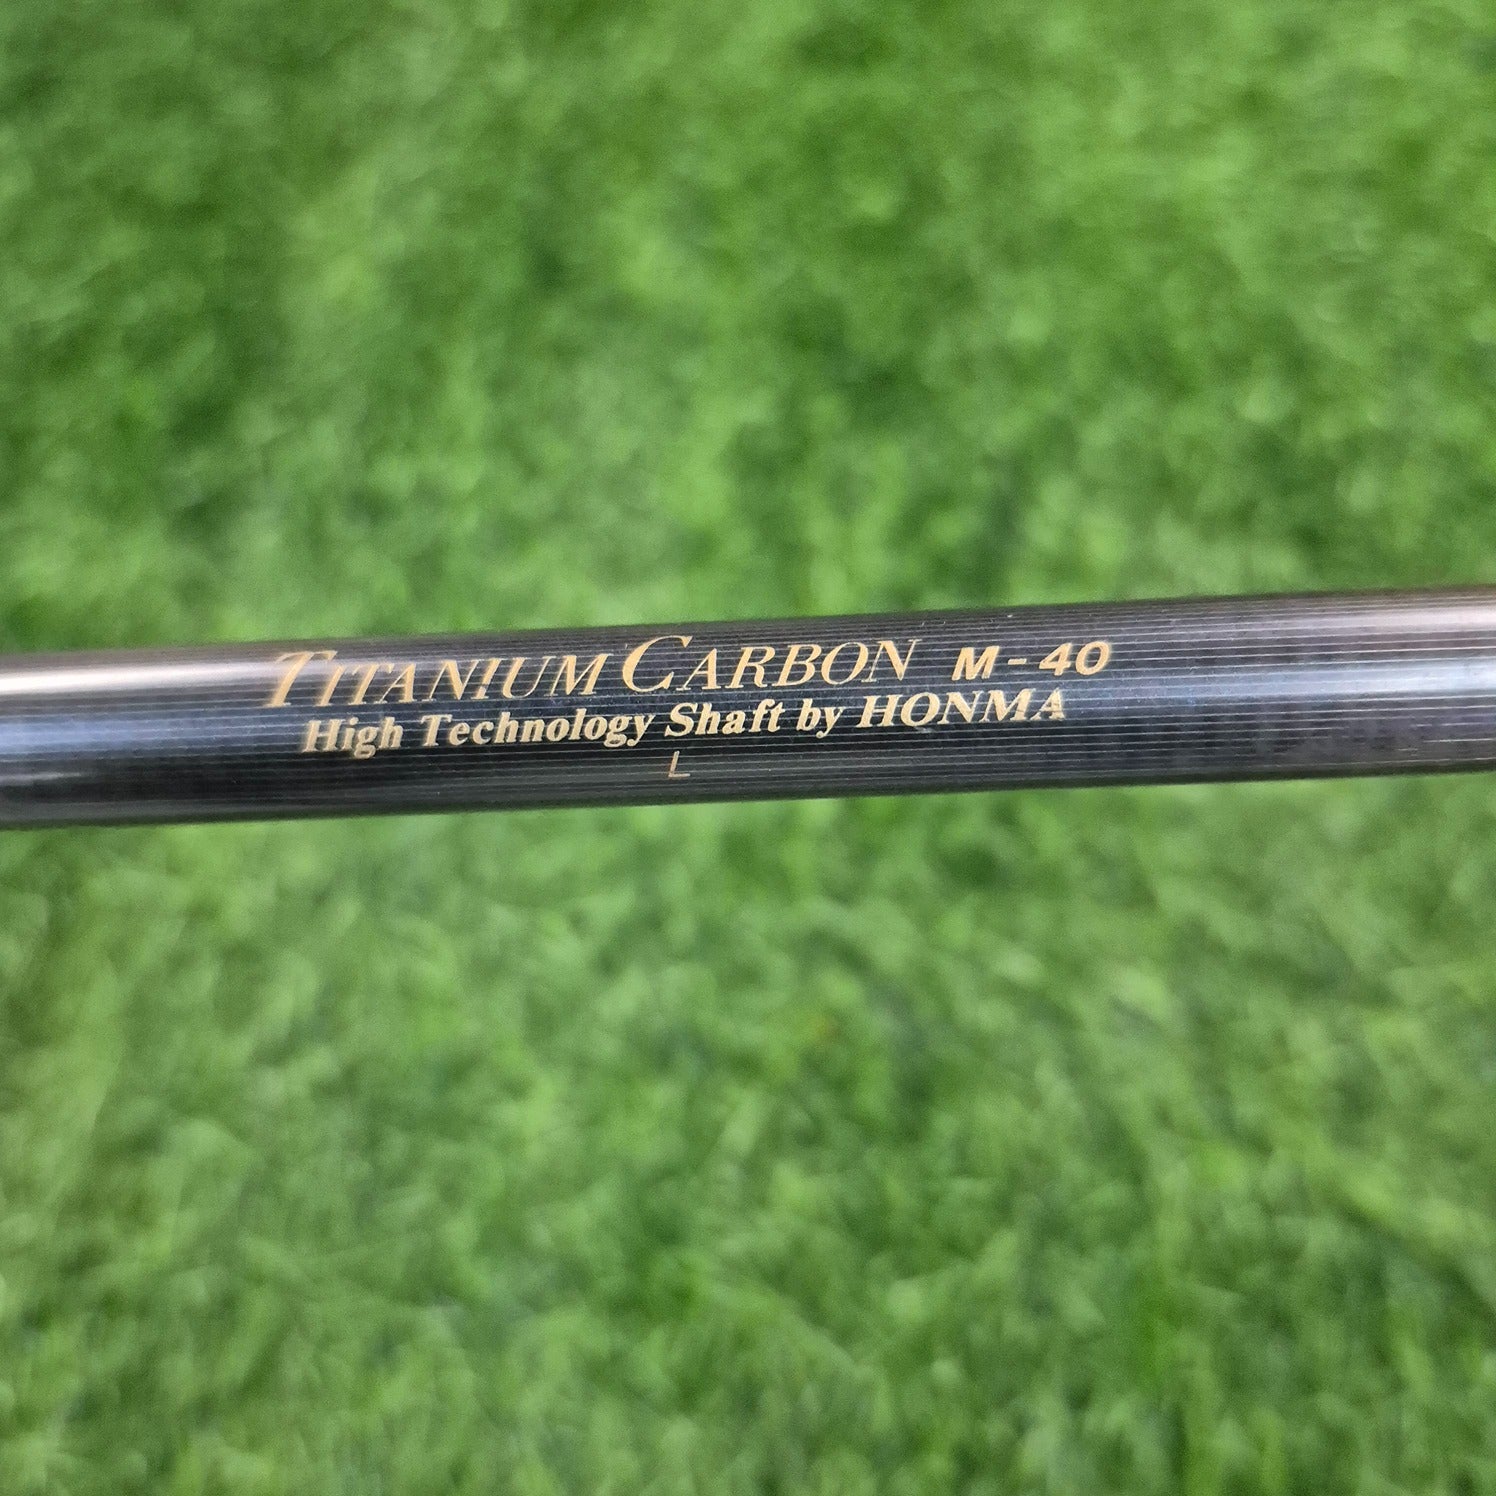 TITANIUM CARBON M-40
High Technology Shaft by HONMA
L